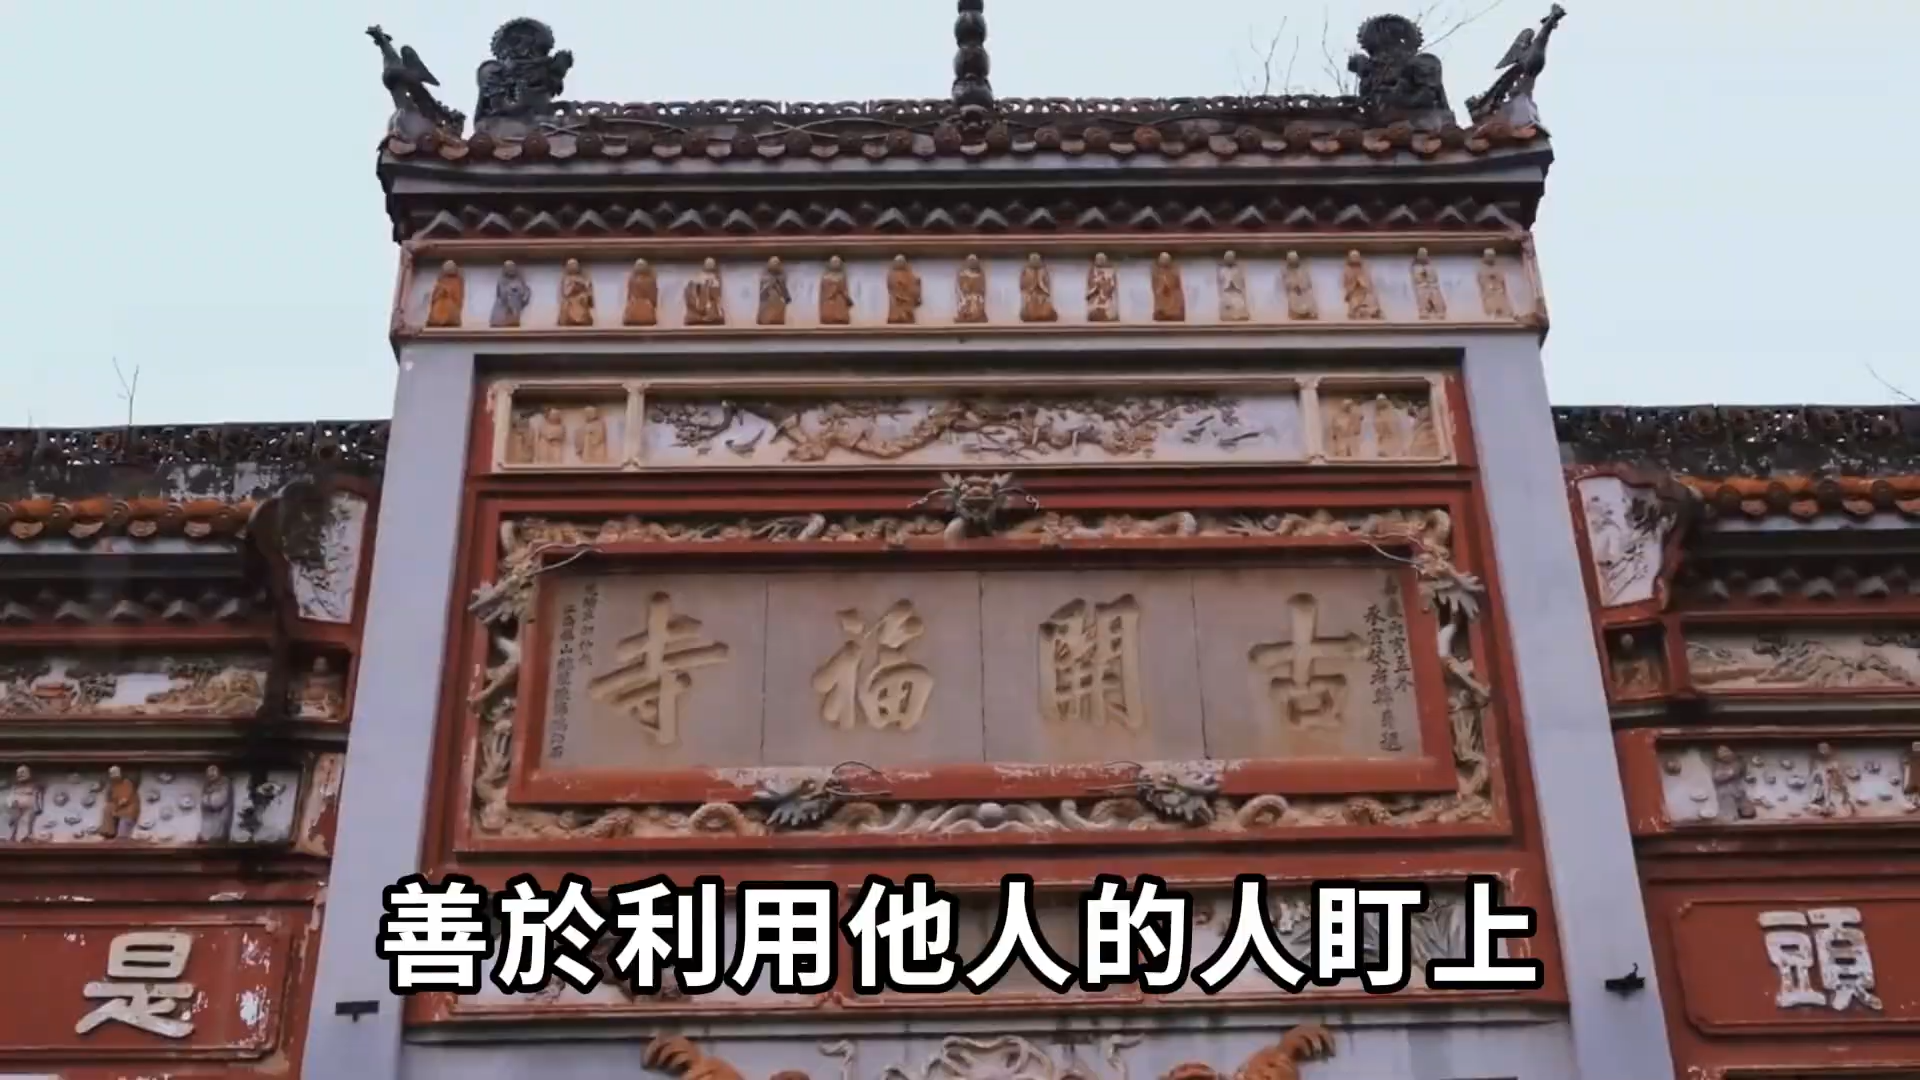 古開福寺
頭
是
善於利用他人的人盯上